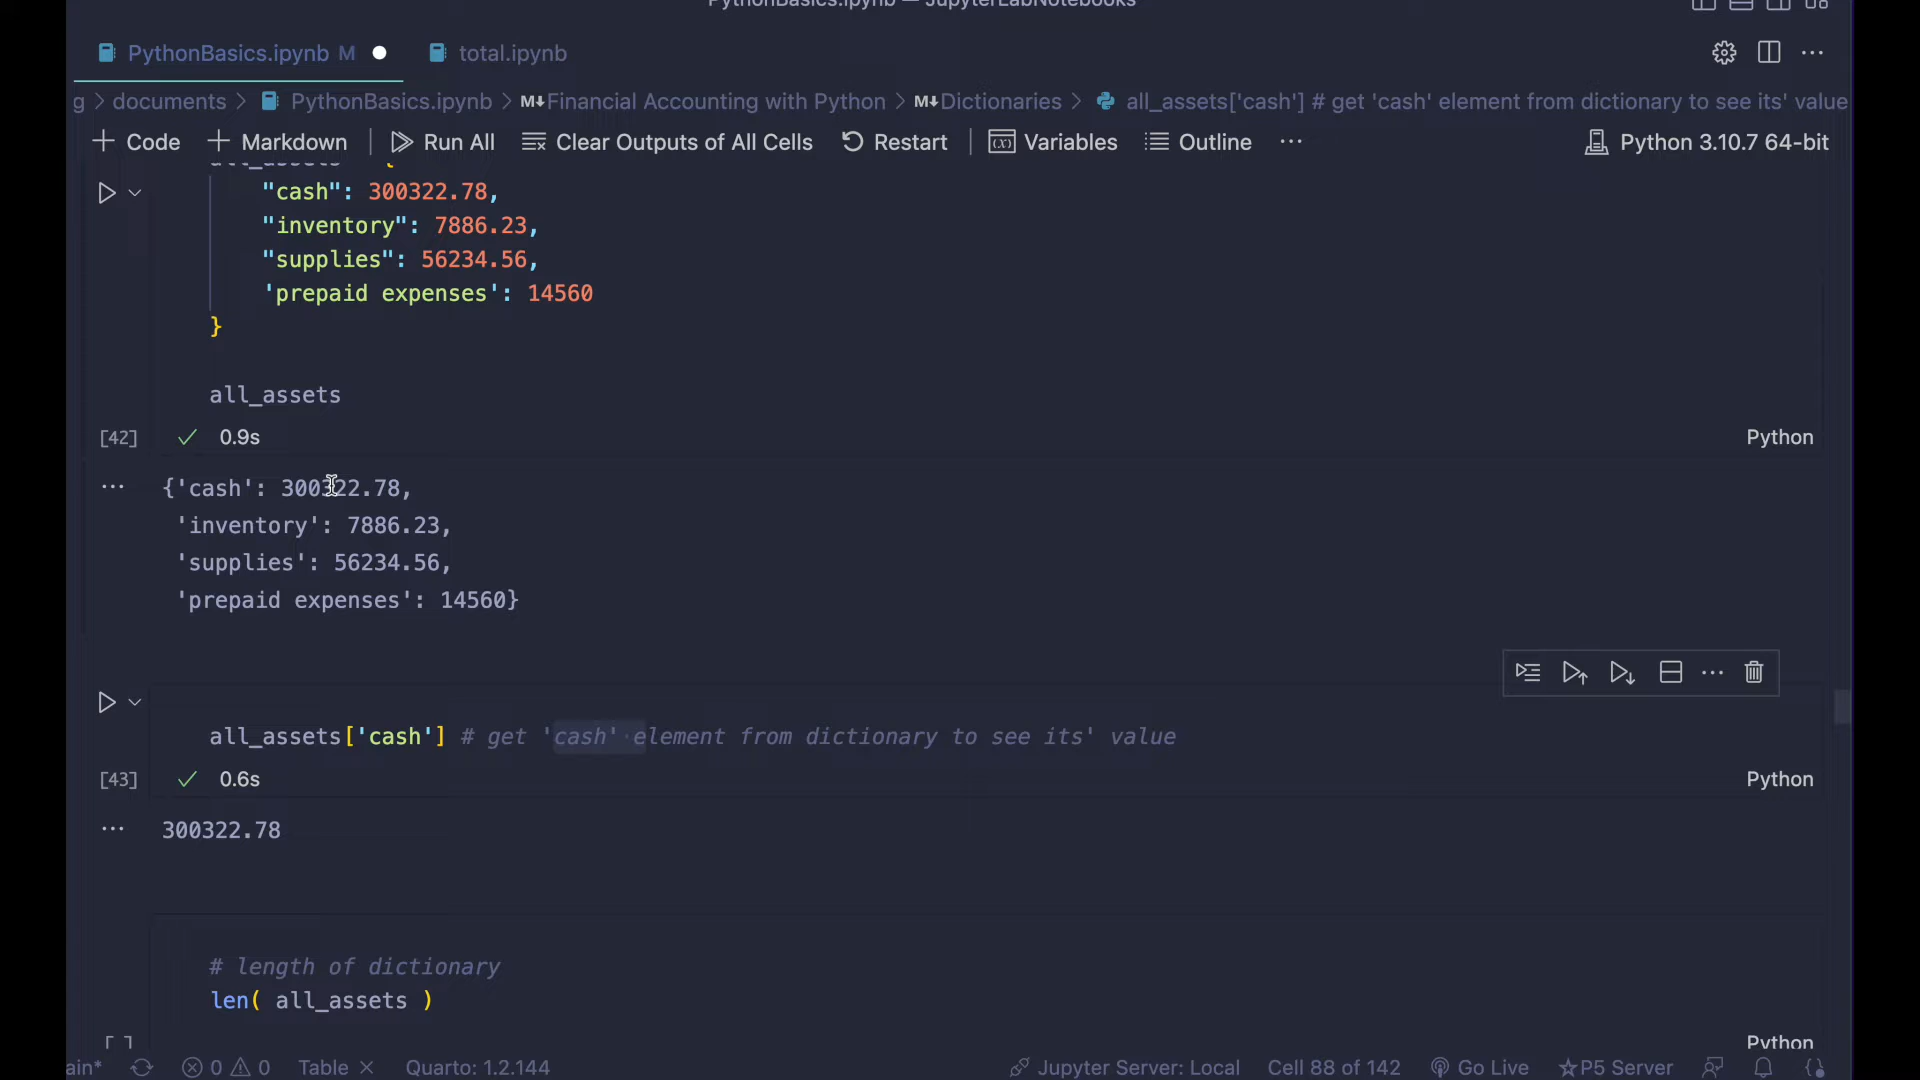 PythonBasics.ipynb — JupyterLabNotebooks
PythonBasics.ipynb M total.ipynb
g > documents > PythonBasics.ipynb > M↓Financial Accounting with Python > M↓Dictionaries > all_assets['cash'] # get 'cash' element from dictionary to see its' value
+ Code + Markdown | Run All Clear Outputs of All Cells Restart | Variables Outline ··· Python 3.10.7 64-bit
all_assets = {
"cash": 300322.78,
"inventory": 7886.23,
"supplies": 56234.56,
'prepaid expenses': 14560
}
all_assets
[42] ✓ 0.9s Python
··· {'cash': 300322.78,
'inventory': 7886.23,
'supplies': 56234.56,
'prepaid expenses': 14560}
all_assets['cash'] # get 'cash' element from dictionary to see its' value
[43] ✓ 0.6s Python
··· 300322.78
# length of dictionary
len( all_assets )
[ ] Python
ain* 0 0 Table × Quarto: 1.2.144 Jupyter Server: Local Cell 88 of 142 Go Live P5 Server